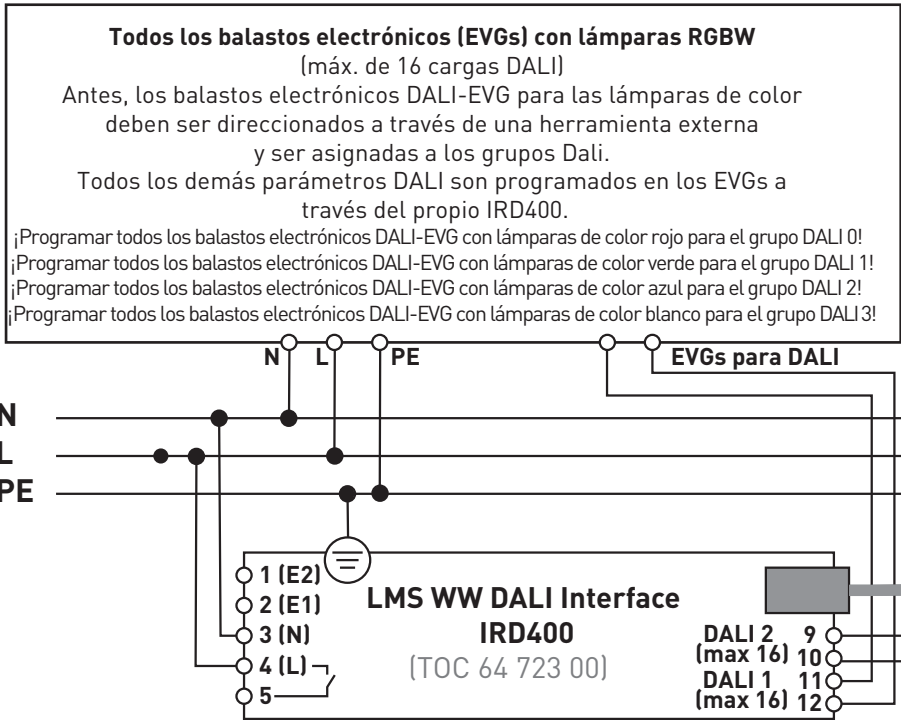 Todos los balastos electrónicos (EVGs) con lámparas RGBW
(máx. de 16 cargas DALI)
Antes, los balastos electrónicos DALI-EVG para las lámparas de color
deben ser direccionados a través de una herramienta externa
y ser asignadas a los grupos Dali.
Todos los demás parámetros DALI son programados en los EVGs a
través del propio IRD400.
¡Programar todos los balastos electrónicos DALI-EVG con lámparas de color rojo para el grupo DALI 0!
¡Programar todos los balastos electrónicos DALI-EVG con lámparas de color verde para el grupo DALI 1!
¡Programar todos los balastos electrónicos DALI-EVG con lámparas de color azul para el grupo DALI 2!
¡Programar todos los balastos electrónicos DALI-EVG con lámparas de color blanco para el grupo DALI 3!
N L PE EVGs para DALI
N
L
PE
1 (E2)
2 (E1)
3 (N)
4 (L)
5
LMS WW DALI Interface
IRD400
(TOC 64 723 00)
DALI 2 9
(max 16) 10
DALI 1 11
(max 16) 12